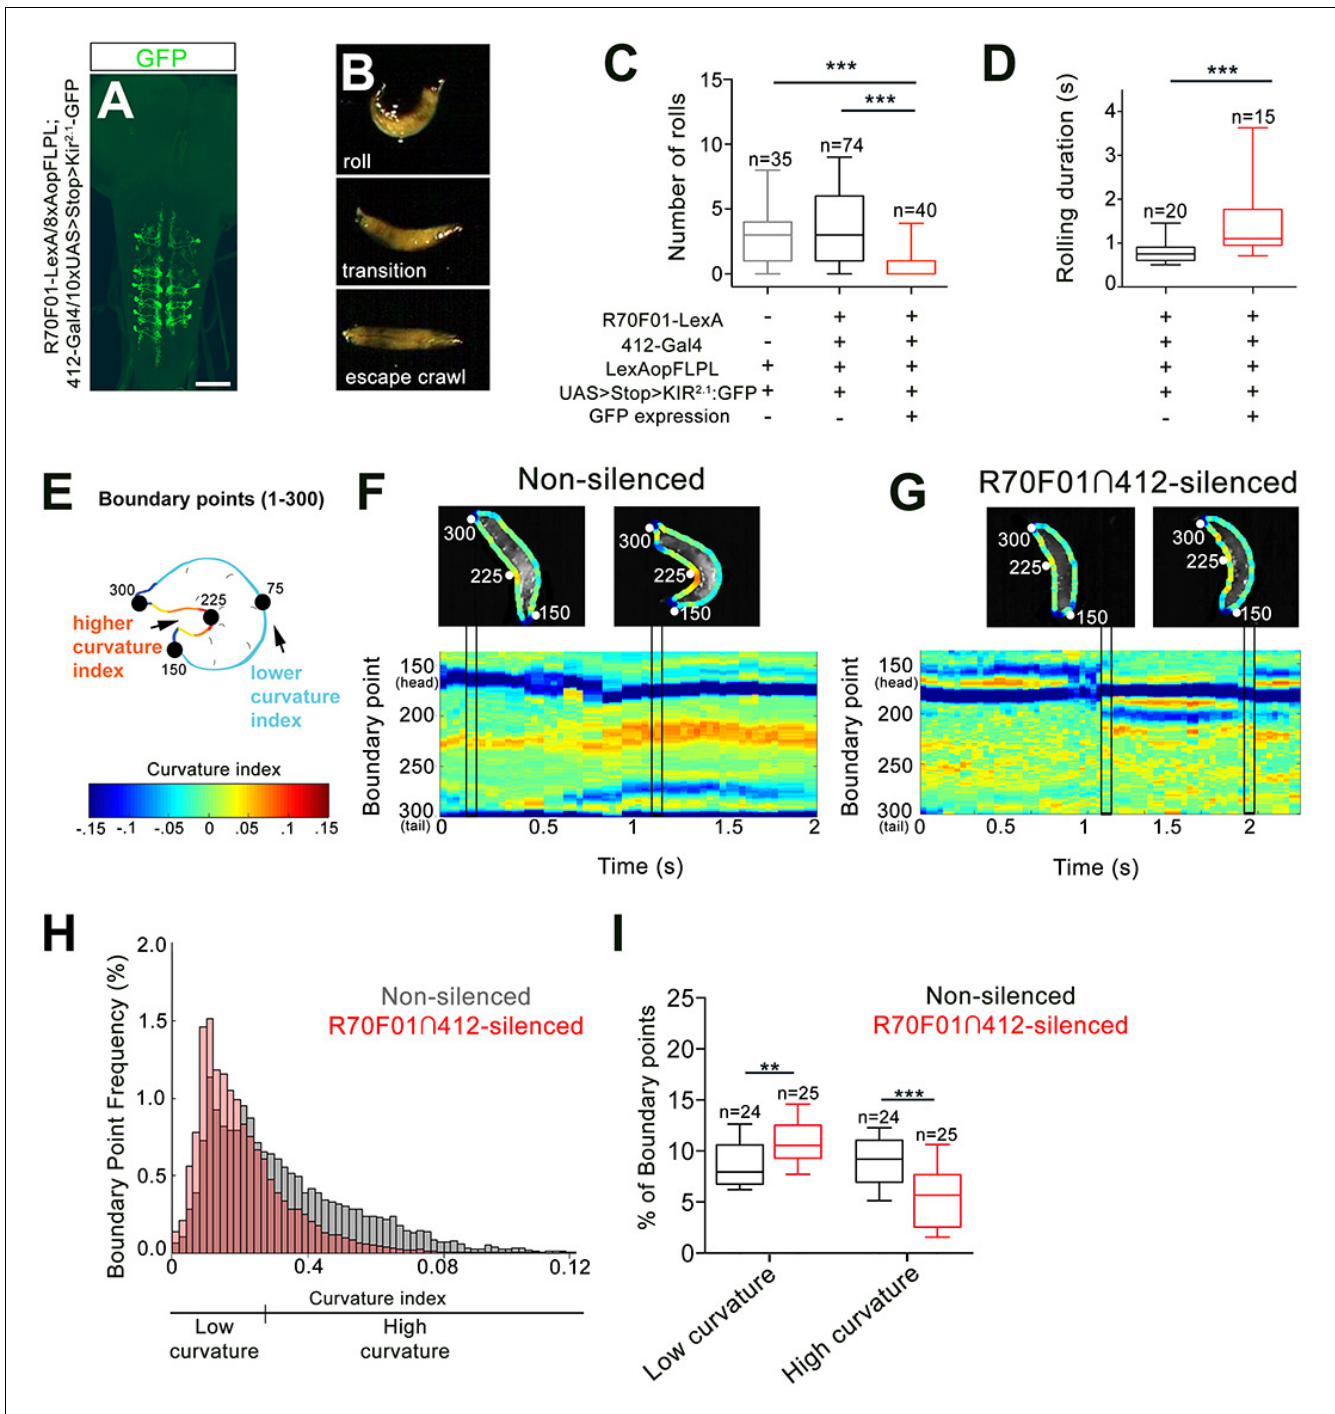 GFP
R70F01-LexA/8xAopFLPL;
412-Gal4/10xUAS>Stop>Kir2.1-GFP
A
B
roll
transition
escape crawl
C
***
***
Number of rolls
15
10
5
0
n=35
n=74
n=40
R70F01-LexA - + +
412-Gal4 - + +
LexAopFLPL + + +
UAS>Stop>KIR2.1:GFP + + +
GFP expression - - +
D
***
Rolling duration (s)
4
2
1
0
n=20
n=15
+ +
+ +
+ +
+ +
- +
E
Boundary points (1-300)
300
225
75
150
higher
curvature
index
lower
curvature
index
Curvature index
-.15 -.1 -.05 0 .05 .1 .15
F
Non-silenced
300
225
150
300
225
150
Boundary point
150
(head)
200
250
300
(tail)
0 0.5 1 1.5 2
Time (s)
G
R70F01∩412-silenced
300
225
150
300
225
150
Boundary point
150
(head)
200
250
300
(tail)
0 0.5 1 1.5 2
Time (s)
H
Boundary Point Frequency (%)
2.0
1.5
1.0
0.5
0.0
Non-silenced
R70F01∩412-silenced
0 0.4 0.08 0.12
Curvature index
Low
curvature
High
curvature
I
% of Boundary points
25
20
15
10
5
0
Non-silenced
R70F01∩412-silenced
**
***
n=24
n=25
n=24
n=25
Low curvature
High curvature